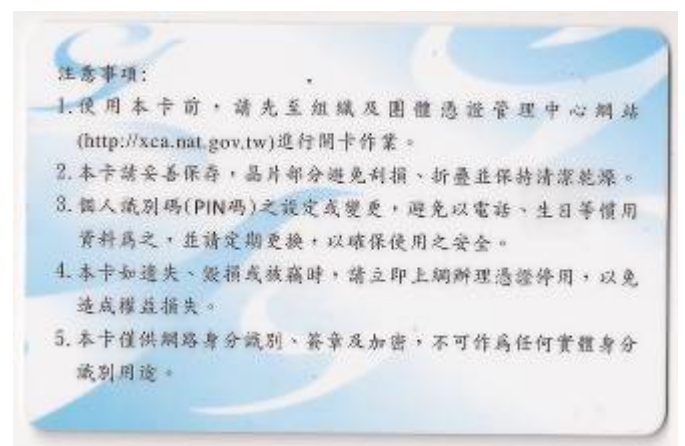 注意事項:
1.使用本卡前，請先至組織及團體憑證管理中心網站
(http://xca.nat.gov.tw)進行開卡作業。
2.本卡請妥善保存，晶片部分避免刮損、折疊並保持清潔乾燥。
3.個人識別碼(PIN碼)之設定或變更，避免以電話、生日等慣用
資料爲之，並請定期更換，以確保使用之安全。
4.本卡如遺失、毀損或被竊時，請立即上網辦理憑證停用，以免
造成權益損失。
5.本卡僅供網路身分識別、簽章及加密，不可作爲任何實體身分
識別用途。